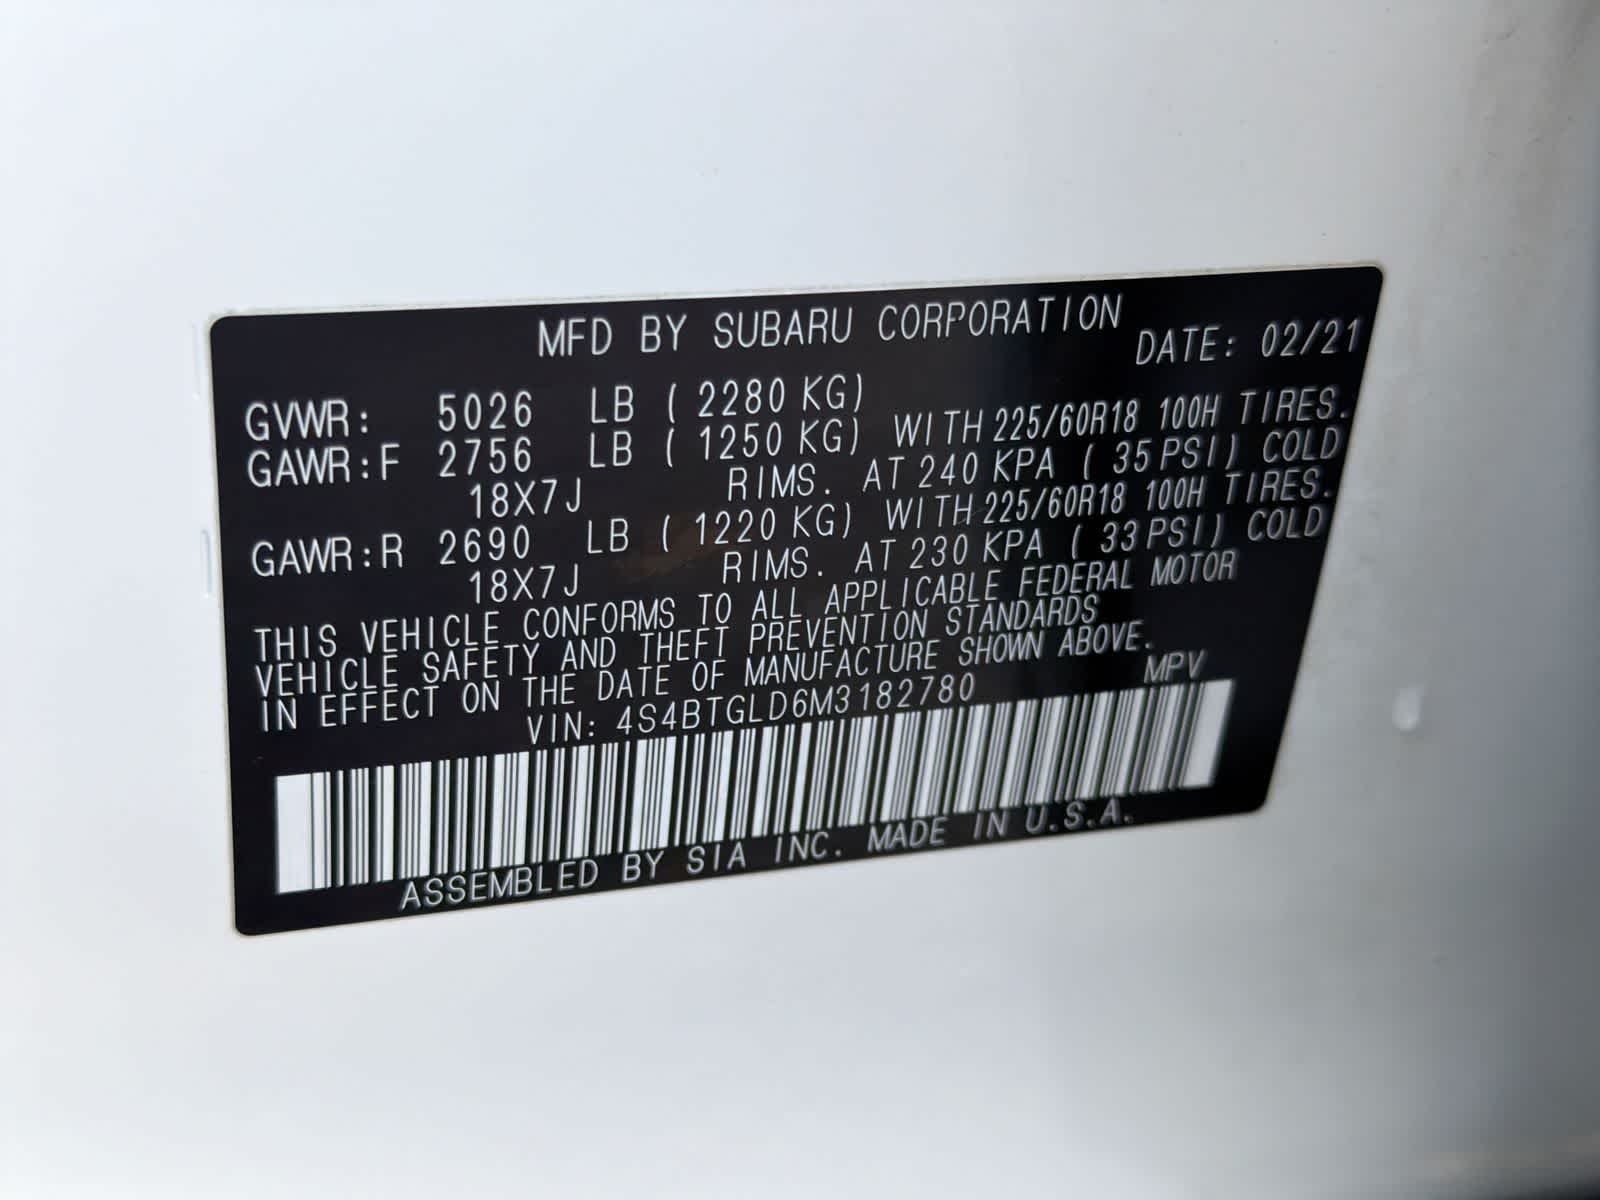 MFD BY SUBARU CORPORATION DATE: 02/21
GVWR: 5026 LB ( 2280 KG)
GAWR:F 2756 LB ( 1250 KG) WITH 225/60R18 100H TIRES.
18X7J RIMS. AT 240 KPA ( 35 PSI) COLD
GAWR:R 2690 LB ( 1220 KG) WITH 225/60R18 100H TIRES.
18X7J RIMS. AT 230 KPA ( 33 PSI) COLD
THIS VEHICLE CONFORMS TO ALL APPLICABLE FEDERAL MOTOR
VEHICLE SAFETY AND THEFT PREVENTION STANDARDS
IN EFFECT ON THE DATE OF MANUFACTURE SHOWN ABOVE.
VIN: 4S4BTGLD6M3182780 MPV
ASSEMBLED BY SIA INC. MADE IN U.S.A.